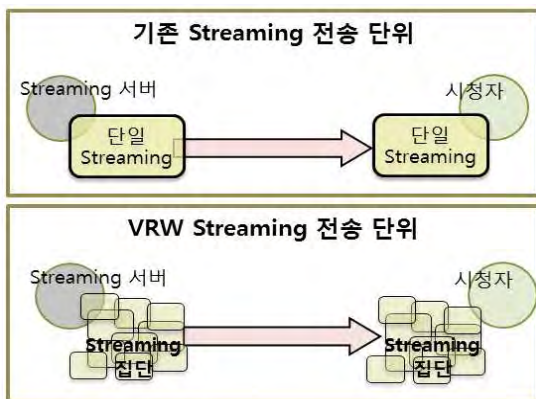 기존 Streaming 전송 단위
Streaming 서버
시청자
단일
Streaming
단일
Streaming
VRW Streaming 전송 단위
Streaming 서버
시청자
Streaming
집단
Streaming
집단